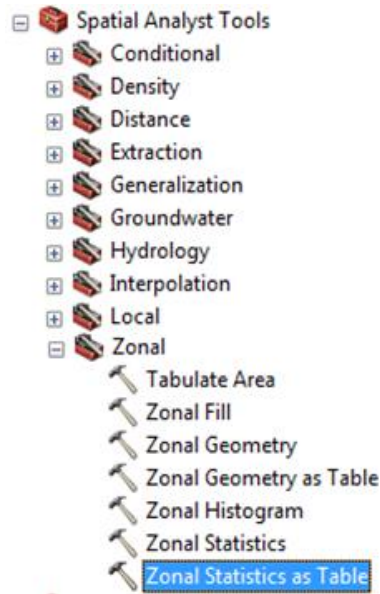 Spatial Analyst Tools
Conditional
Density
Distance
Extraction
Generalization
Groundwater
Hydrology
Interpolation
Local
Zonal
Tabulate Area
Zonal Fill
Zonal Geometry
Zonal Geometry as Table
Zonal Histogram
Zonal Statistics
Zonal Statistics as Table